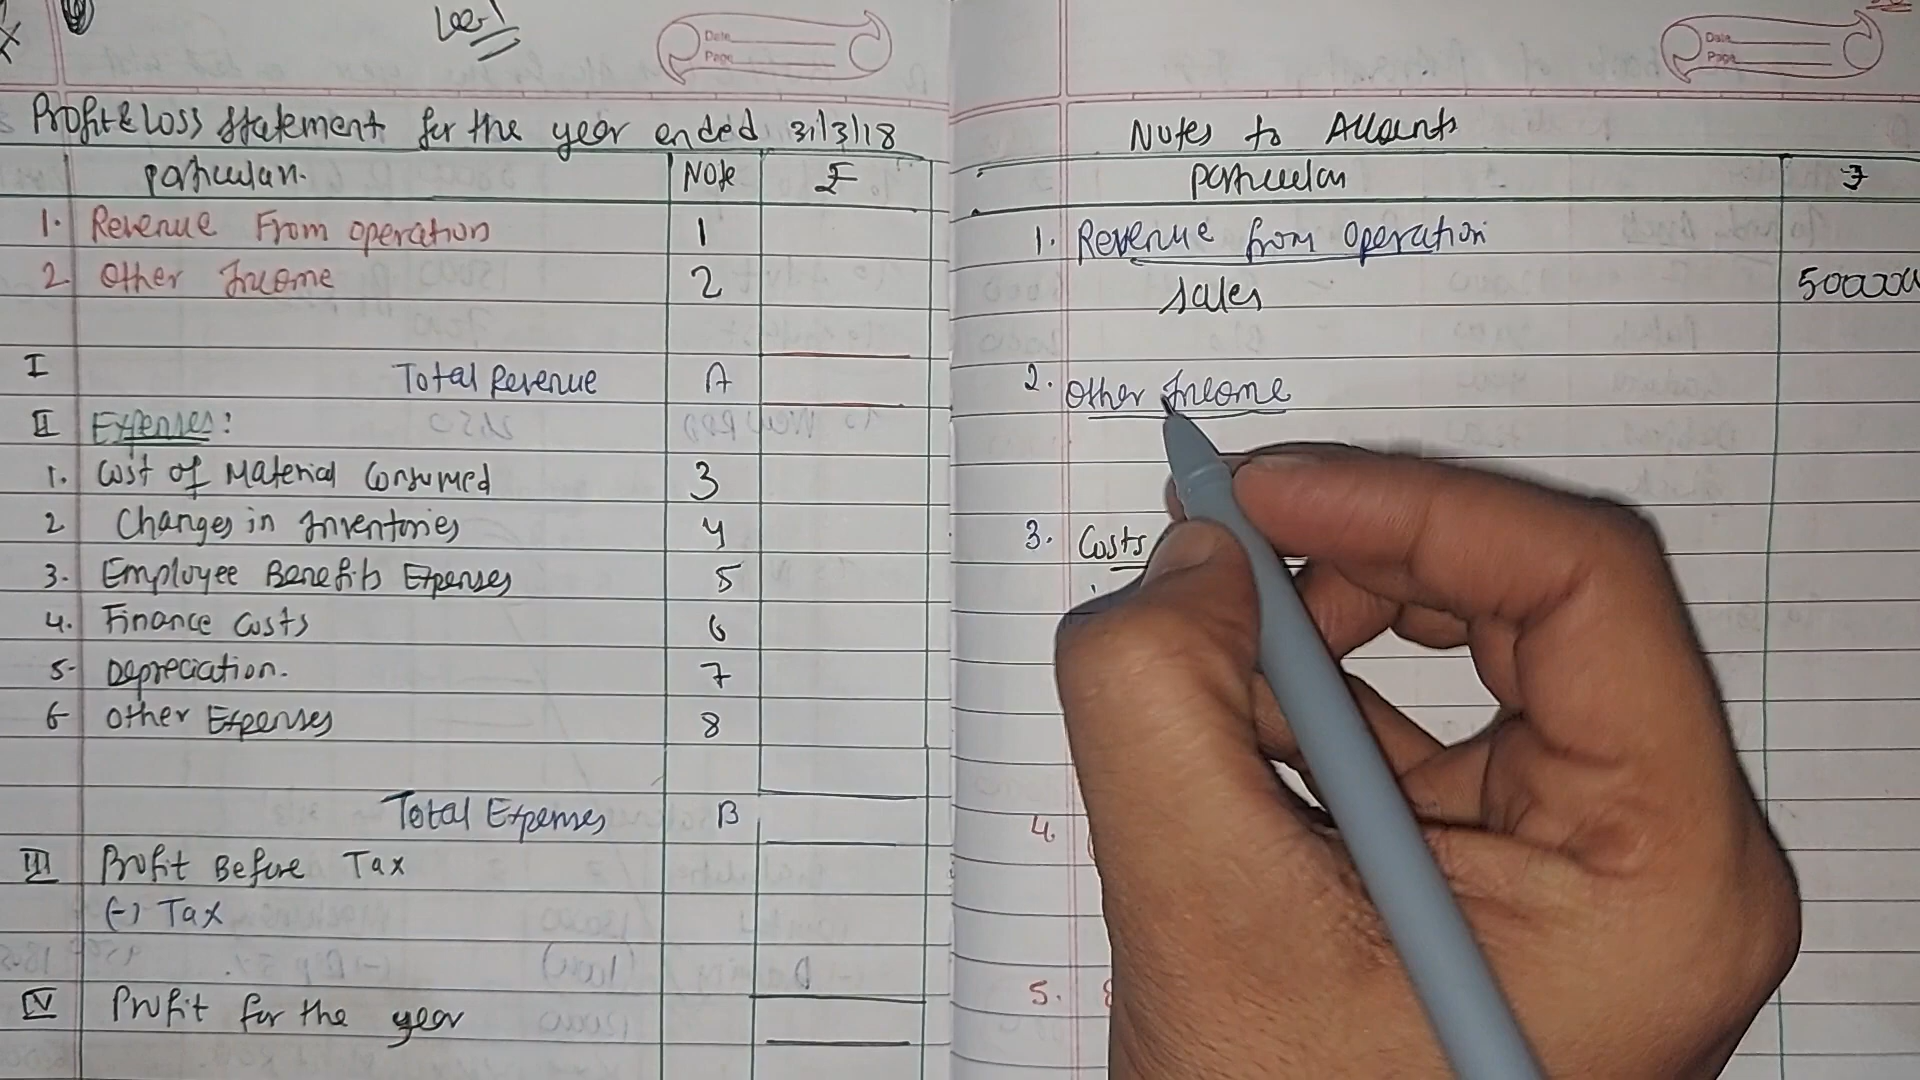 Date
Page
Profit & Loss Statement for the year ended 31/3/18
Particulars. Note ₹
1. Revenue From operation 1
2 Other Income 2
I Total Revenue A
II Expenses:
1. Cost of Material Consumed 3
2 Changes in Inventories 4
3. Employee Benefits Expenses 5
4. Finance Costs 6
5- Depreciation. 7
6- Other Expenses 8
Total Expenses B
III Profit Before Tax
(-) Tax
IV Profit for the year
Date
Page
Notes to Accounts
Particulars ₹
1. Revenue from Operation
Sales
2. Other Income
3. Costs
4.
5.